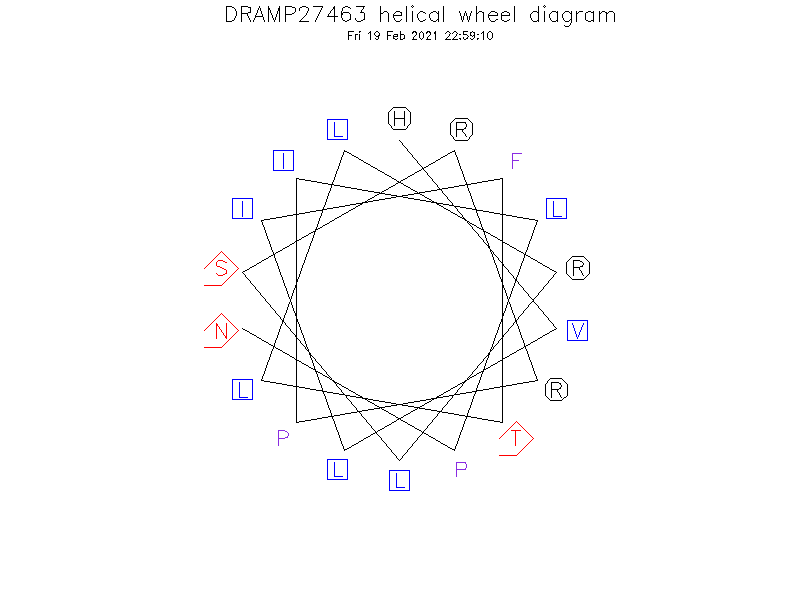 DRAMP27463 helical wheel diagram
Fri 19 Feb 2021 22:59:10
H
L R
I F
I L
S R
N V
L R
P T
L P
L